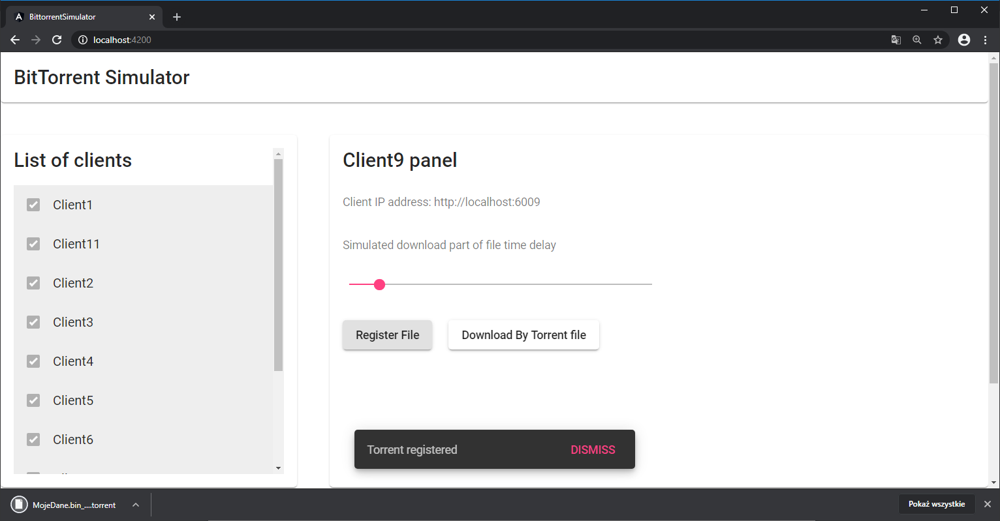 BittorrentSimulator
localhost:4200
BitTorrent Simulator
List of clients
Client1
Client11
Client2
Client3
Client4
Client5
Client6
Client9 panel
Client IP address: http://localhost:6009
Simulated download part of file time delay
Register File
Download By Torrent file
Torrent registered
DISMISS
MojeDane.bin_....torrent
Pokaż wszystkie